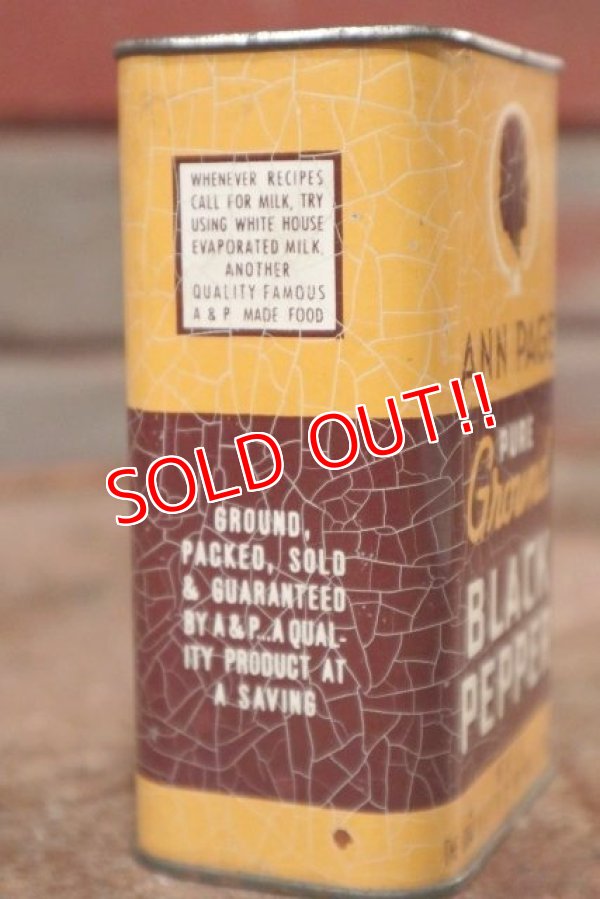 WHENEVER RECIPES
CALL FOR MILK, TRY
USING WHITE HOUSE
EVAPORATED MILK.
ANOTHER
QUALITY FAMOUS
A & P MADE FOOD
ANN PAGE
SOLD OUT!!
PURE
Ground
BLACK
PEPPER
GROUND,
PACKED, SOLD
& GUARANTEED
BY A & P...A QUAL-
ITY PRODUCT AT
A SAVING